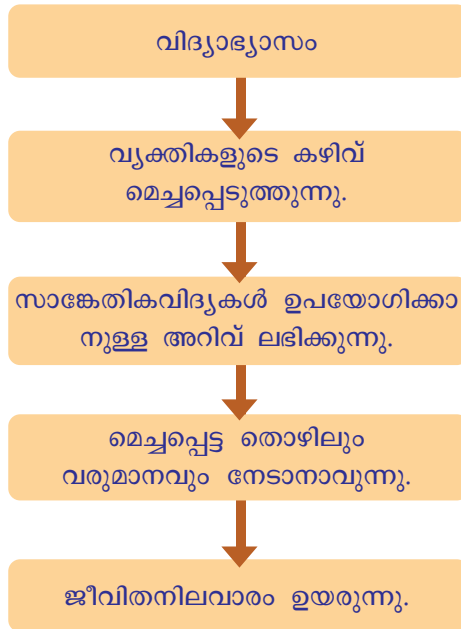 വിദ്യാഭ്യാസം
വ്യക്തികളുടെ കഴിവ്
മെച്ചപ്പെടുത്തുന്നു.
സാങ്കേതികവിദ്യകൾ ഉപയോഗിക്കാ
നുള്ള അറിവ് ലഭിക്കുന്നു.
മെച്ചപ്പെട്ട തൊഴിലും
വരുമാനവും നേടാനാവുന്നു.
ജീവിതനിലവാരം ഉയരുന്നു.